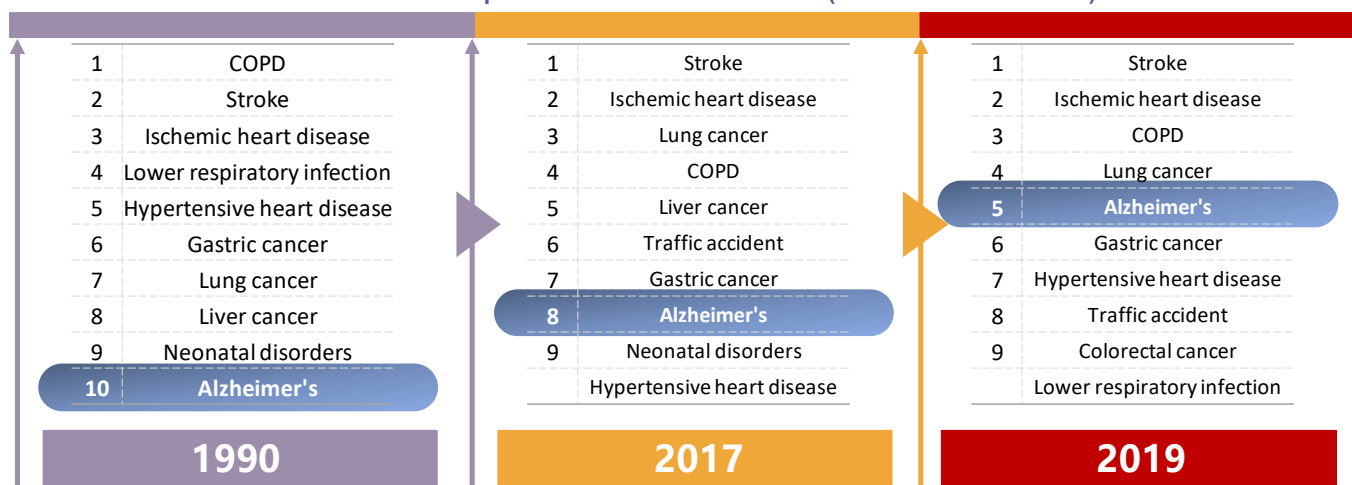 1 COPD
2 Stroke
3 Ischemic heart disease
4 Lower respiratory infection
5 Hypertensive heart disease
6 Gastric cancer
7 Lung cancer
8 Liver cancer
9 Neonatal disorders
10 Alzheimer's
1990
1 Stroke
2 Ischemic heart disease
3 Lung cancer
4 COPD
5 Liver cancer
6 Traffic accident
7 Gastric cancer
8 Alzheimer's
9 Neonatal disorders
Hypertensive heart disease
2017
1 Stroke
2 Ischemic heart disease
3 COPD
4 Lung cancer
5 Alzheimer's
6 Gastric cancer
7 Hypertensive heart disease
8 Traffic accident
9 Colorectal cancer
Lower respiratory infection
2019